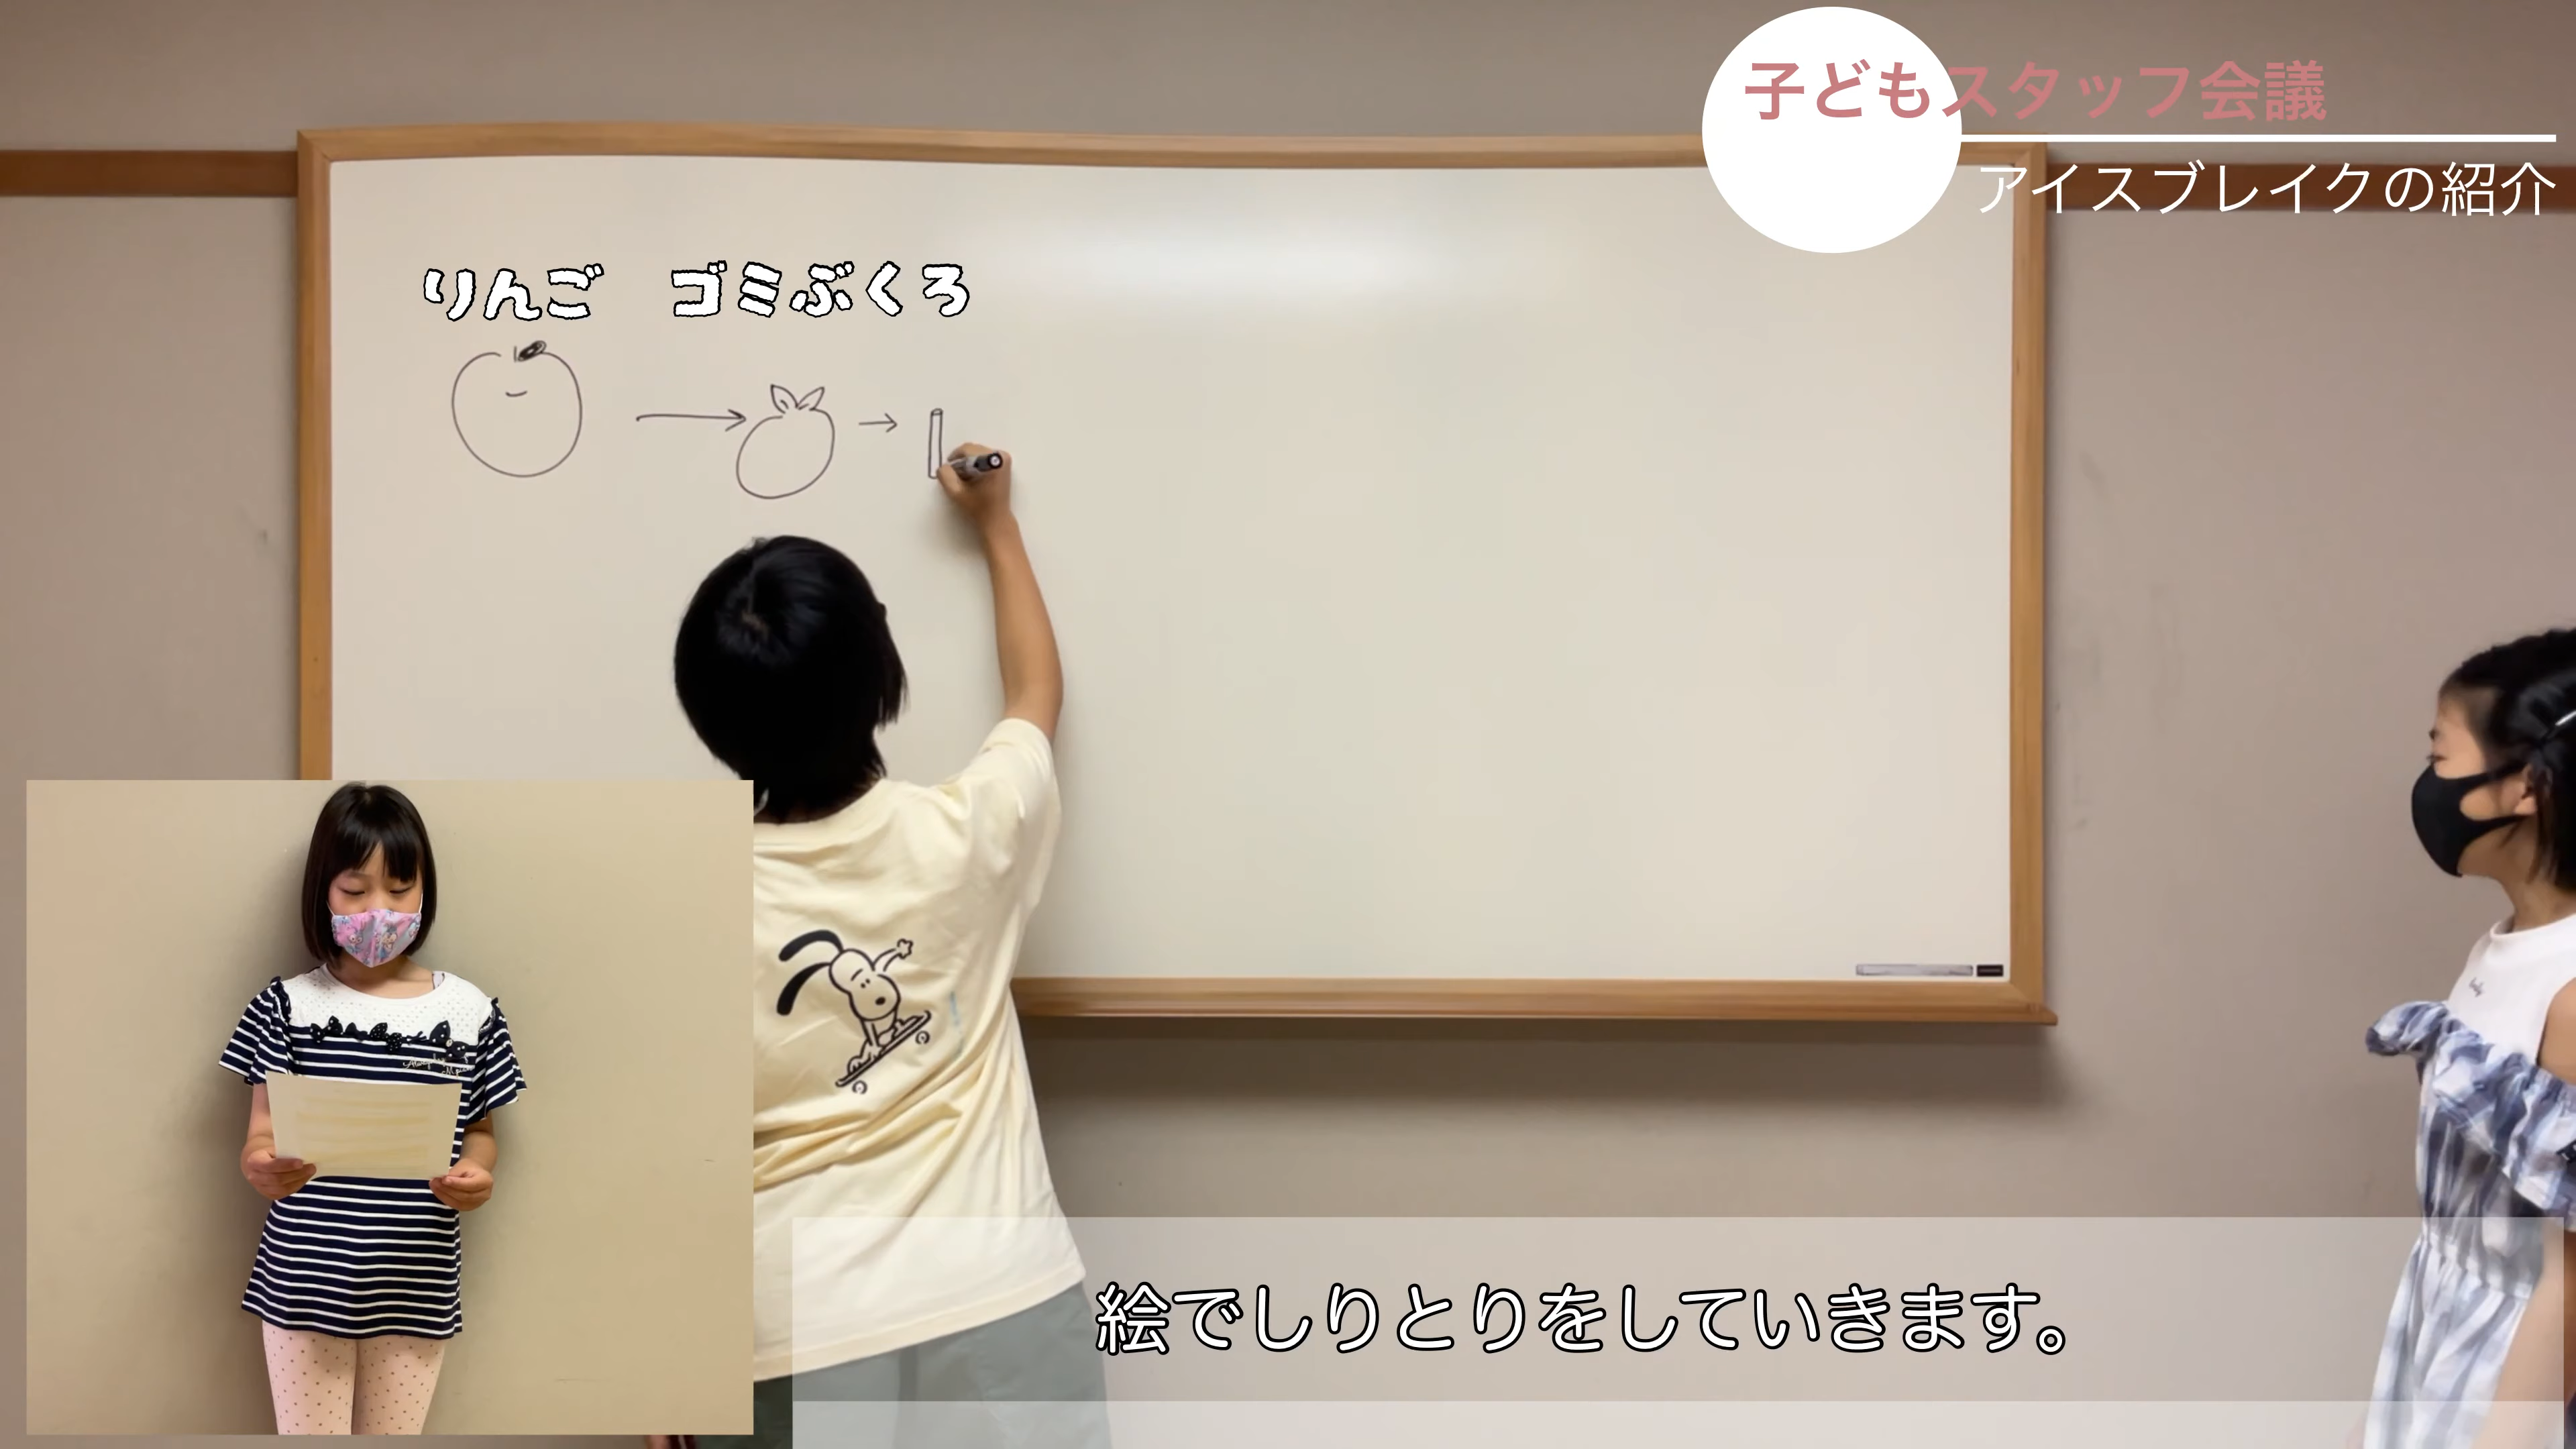 子どもスタッフ会議
アイスブレイクの紹介
りんご　ゴミぶくろ
絵でしりとりをしていきます。